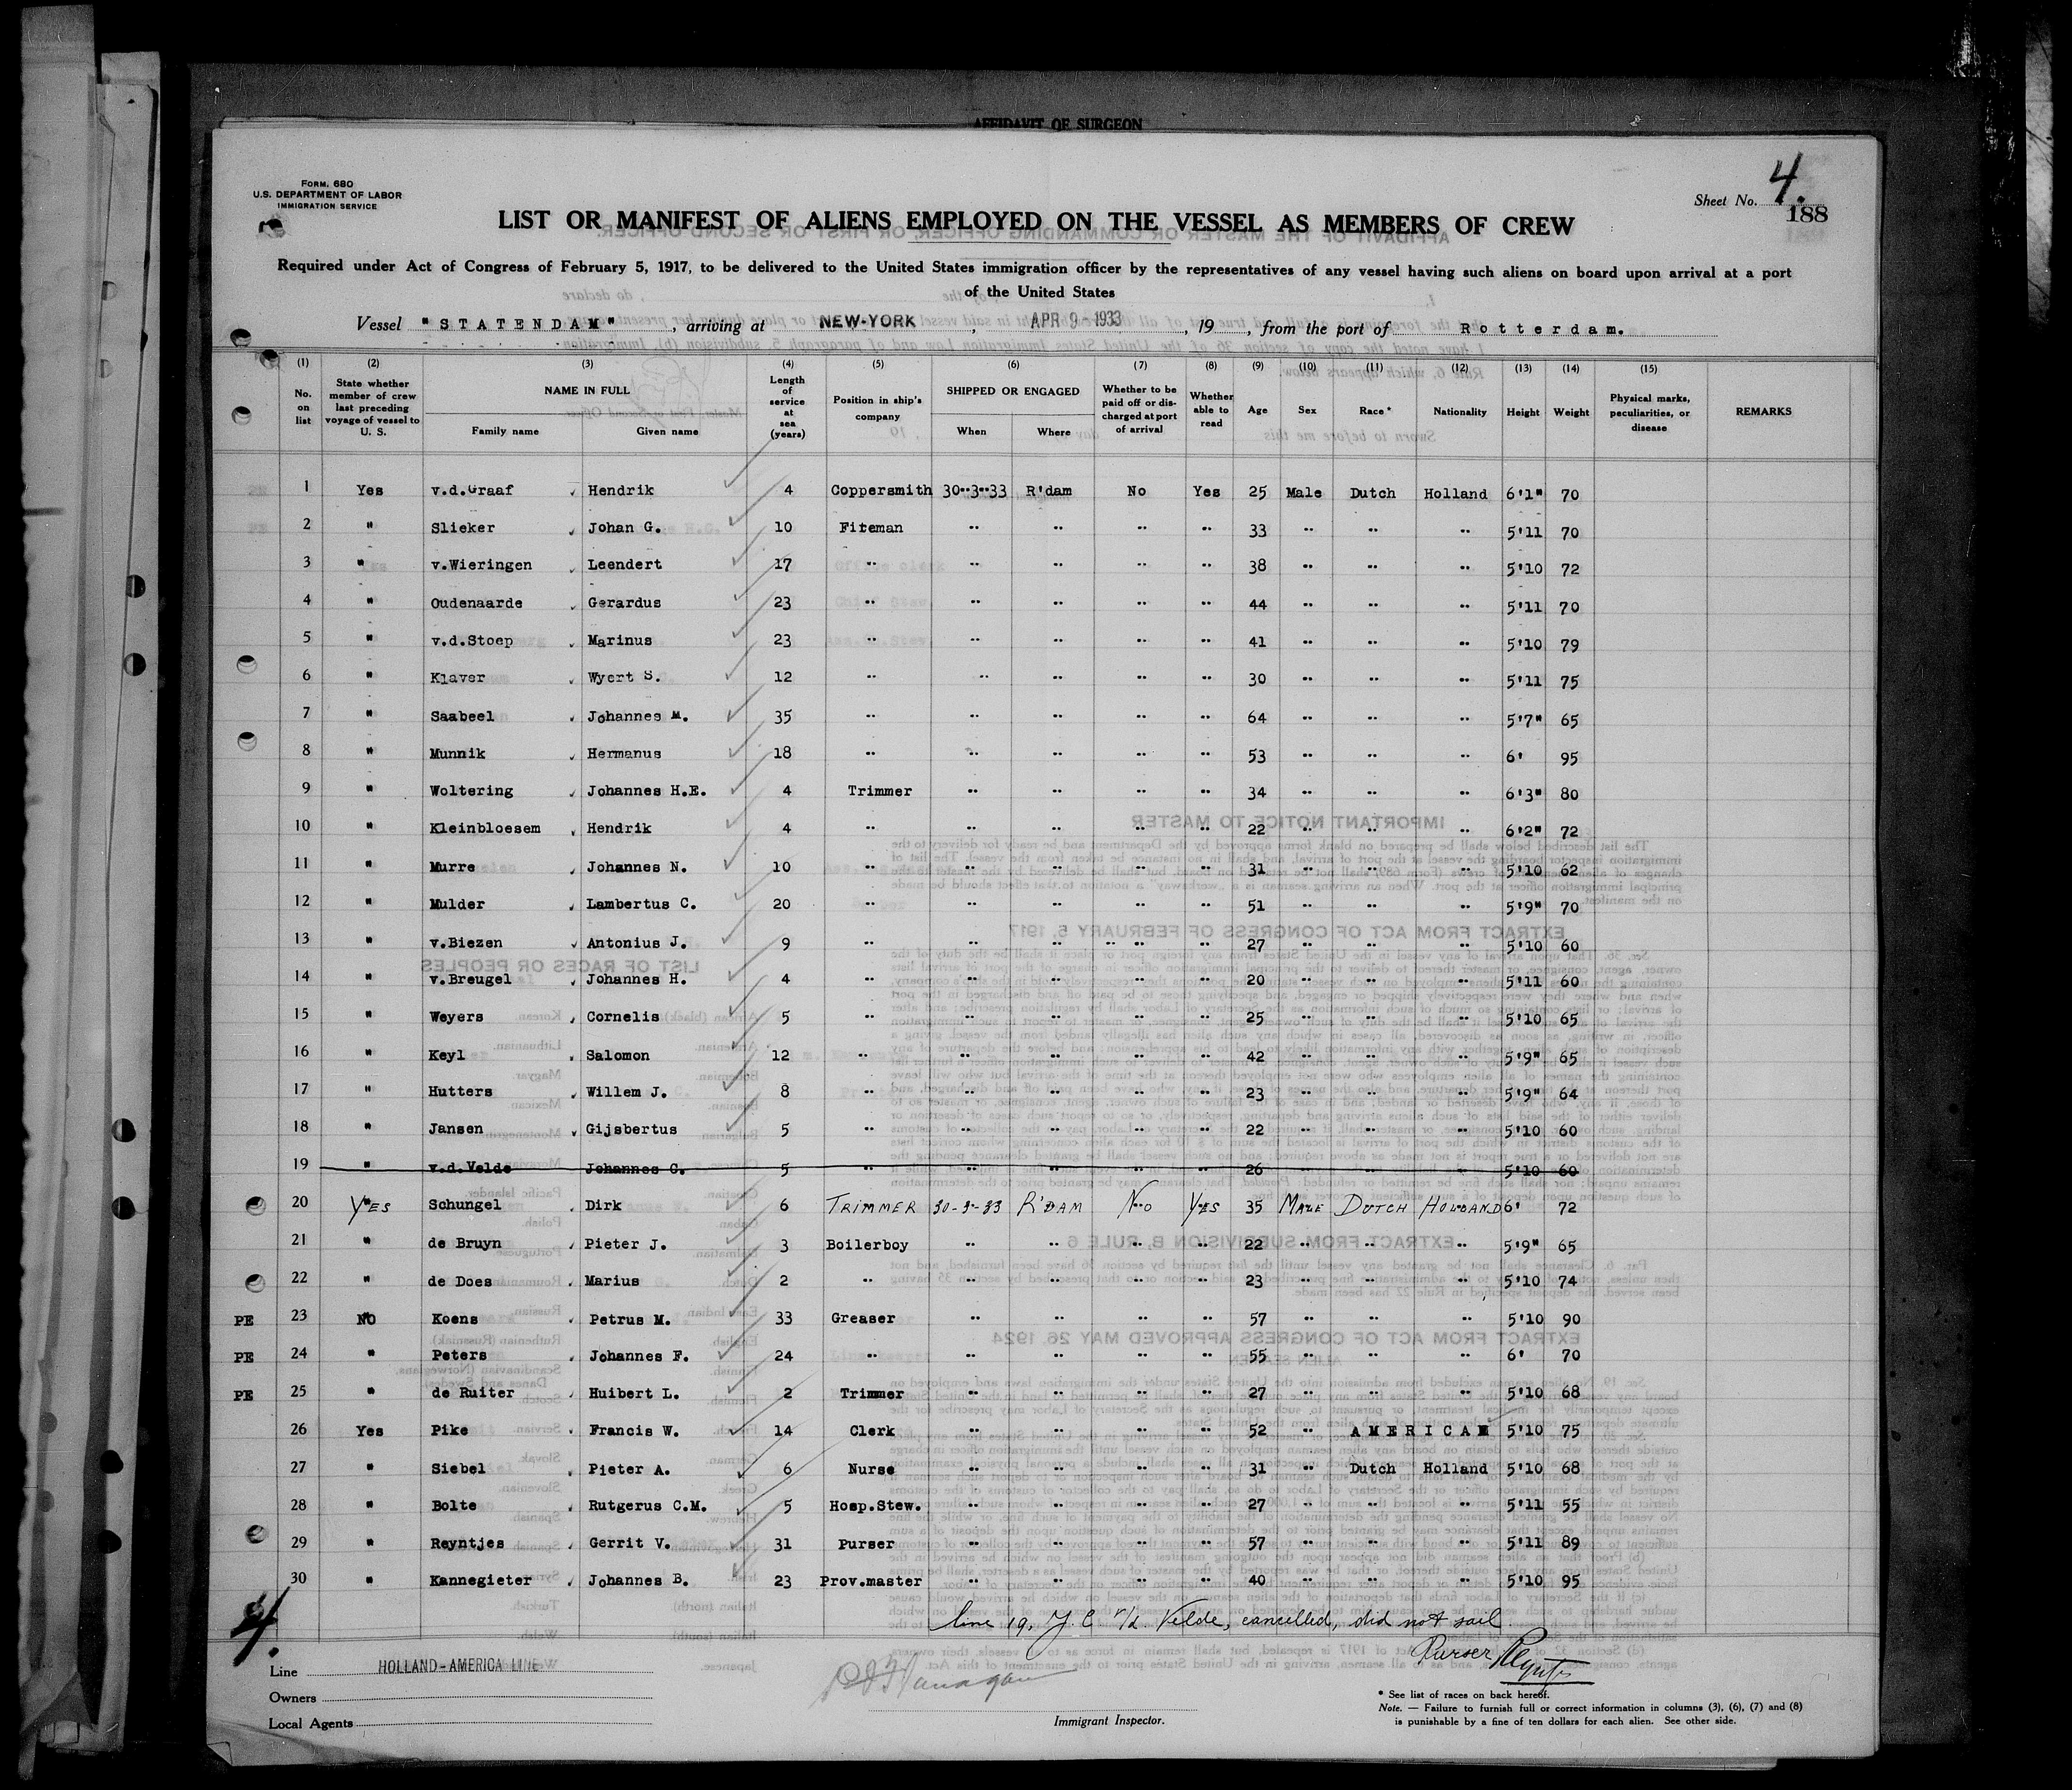 AFFIDAVIT OF SURGEON
FORM. 680
U.S. DEPARTMENT OF LABOR
IMMIGRATION SERVICE
Sheet No. 4.
188
LIST OR MANIFEST OF ALIENS EMPLOYED ON THE VESSEL AS MEMBERS OF CREW
Required under Act of Congress of February 5, 1917, to be delivered to the United States immigration officer by the representatives of any vessel having such aliens on board upon arrival at a port
of the United States
Vessel "STATENDAM", arriving at NEW-YORK, APR 9-1933, 19, from the port of Rotterdam.
(1) (2) (3) (4) (5) (6) (7) (8) (9) (10) (11) (12) (13) (14) (15)
No. on list State whether member of crew last preceding voyage of vessel to U. S. NAME IN FULL Family name Given name Length of service at sea (years) Position in ship's company SHIPPED OR ENGAGED When Where Whether to be paid off or discharged at port of arrival Whether able to read Age Sex Race* Nationality Height Weight Physical marks, peculiarities, or disease REMARKS
1 Yes v.d.Graaf Hendrik 4 Coppersmith 30--3--33 R'dam No Yes 25 Male Dutch Holland 6'1" 70
2 " Slieker Johan G. 10 Fireman -- -- -- -- 33 -- -- -- 5'11 70
3 " v.Wieringen Leendert 17 -- -- -- -- -- 38 -- -- -- 5'10 72
4 " Oudenaarde Gerardus 23 -- -- -- -- -- 44 -- -- -- 5'11 70
5 " v.d.Stoep Marinus 23 -- -- -- -- -- 41 -- -- -- 5'10 79
6 " Klaver Wyert S. 12 -- -- -- -- -- 30 -- -- -- 5'11 75
7 " Saabeel Johannes M. 35 -- -- -- -- -- 64 -- -- -- 5'7" 65
8 " Munnik Hermanus 18 -- -- -- -- 53 -- -- -- 6' 95
9 " Woltering Johannes H.E. 4 Trimmer -- -- -- -- 34 -- -- -- 6'3" 80
10 " Kleinbloesem Hendrik 4 -- -- -- -- -- 22 -- -- -- 6'2" 72
11 " Murre Johannes N. 10 -- -- -- -- -- 31 -- -- -- 5'10 62
12 " Mulder Lambertus C. 20 -- -- -- -- -- 51 -- -- -- 5'9" 70
13 " v.Biezen Antonius J. 9 -- -- -- -- -- 27 -- -- -- 5'10 60
14 " v.Breugel Johannes H. 4 -- -- -- -- -- 20 -- -- -- 5'11 60
15 " Weyers Cornelis 5 -- -- -- -- -- 25 -- -- -- 5'10 65
16 " Keyl Salomon 12 -- -- -- -- -- 42 -- -- -- 5'9" 65
17 " Hutters Willem J. 8 -- -- -- -- -- 23 -- -- -- 5'9" 64
18 " Jansen Gijsbertus 5 -- -- -- -- -- 22 -- -- -- 5'10 60
19 " v.d.Velde Johannes C. 5 -- -- -- -- -- 26 -- -- -- 5'10 60
20 Yes Schungel Dirk 6 TRIMMER 30-3-33 R'DAM No YES 35 MALE DUTCH HOLLAND 6' 72
21 " de Bruyn Pieter J. 3 Boilerboy -- -- -- -- 22 -- -- -- 5'9" 65
22 " de Does Marius 2 -- -- -- -- -- 23 -- -- -- 5'10 74
PE 23 NO Koens Petrus M. 33 Greaser -- -- -- -- 57 -- -- -- 5'10 90
PE 24 " Peters Johannes F. 24 -- -- -- -- -- 55 -- -- -- 6' 70
PE 25 " de Ruiter Huibert L. 2 Trimmer -- -- -- -- 27 -- -- -- 5'10 68
26 Yes Pike Francis W. 14 Clerk -- -- -- -- 52 -- AMERICAN 5'10 75
27 " Siebel Pieter A. 6 Nurse -- -- -- -- 31 -- Dutch Holland 5'10 68
28 " Bolte Rutgerus C.M. 5 Hosp.Stew. -- -- -- -- 27 -- -- -- 5'11 55
29 " Reyntjes Gerrit V. 31 Purser -- -- -- -- 57 -- -- -- 5'11 89
30 " Kannegieter Johannes B. 23 Prov.master -- -- -- -- 40 -- -- -- 5'10 95
line 19, J. C v/d. Velde, cancelled, did not sail
Purser Reyntjes
4.
Line HOLLAND-AMERICA LINE
Owners
Local Agents
Immigrant Inspector.
* See list of races on back hereof.
Note. — Failure to furnish full or correct information in columns (3), (6), (7) and (8)
is punishable by a fine of ten dollars for each alien. See other side.